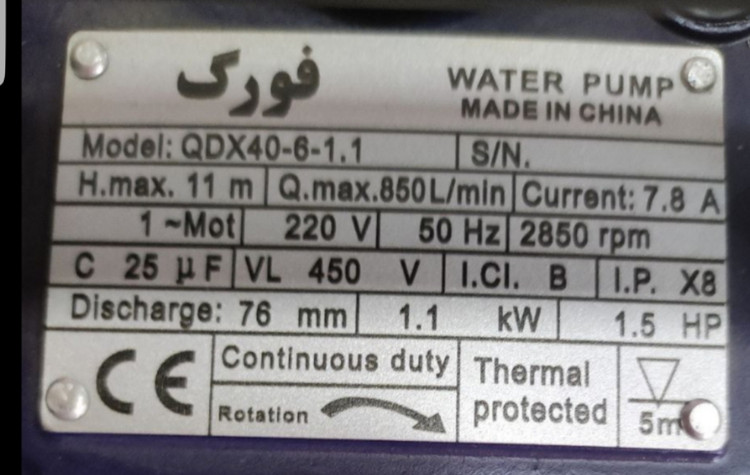 فورک
WATER PUMP
MADE IN CHINA
Model: QDX40-6-1.1 S/N.
H.max. 11 m Q.max.850L/min Current: 7.8 A
1 ~Mot 220 V 50 Hz 2850 rpm
C 25 µF VL 450 V I.Cl. B I.P. X8
Discharge: 76 mm 1.1 kW 1.5 HP
CE
Continuous duty
Rotation
Thermal
protected
5m